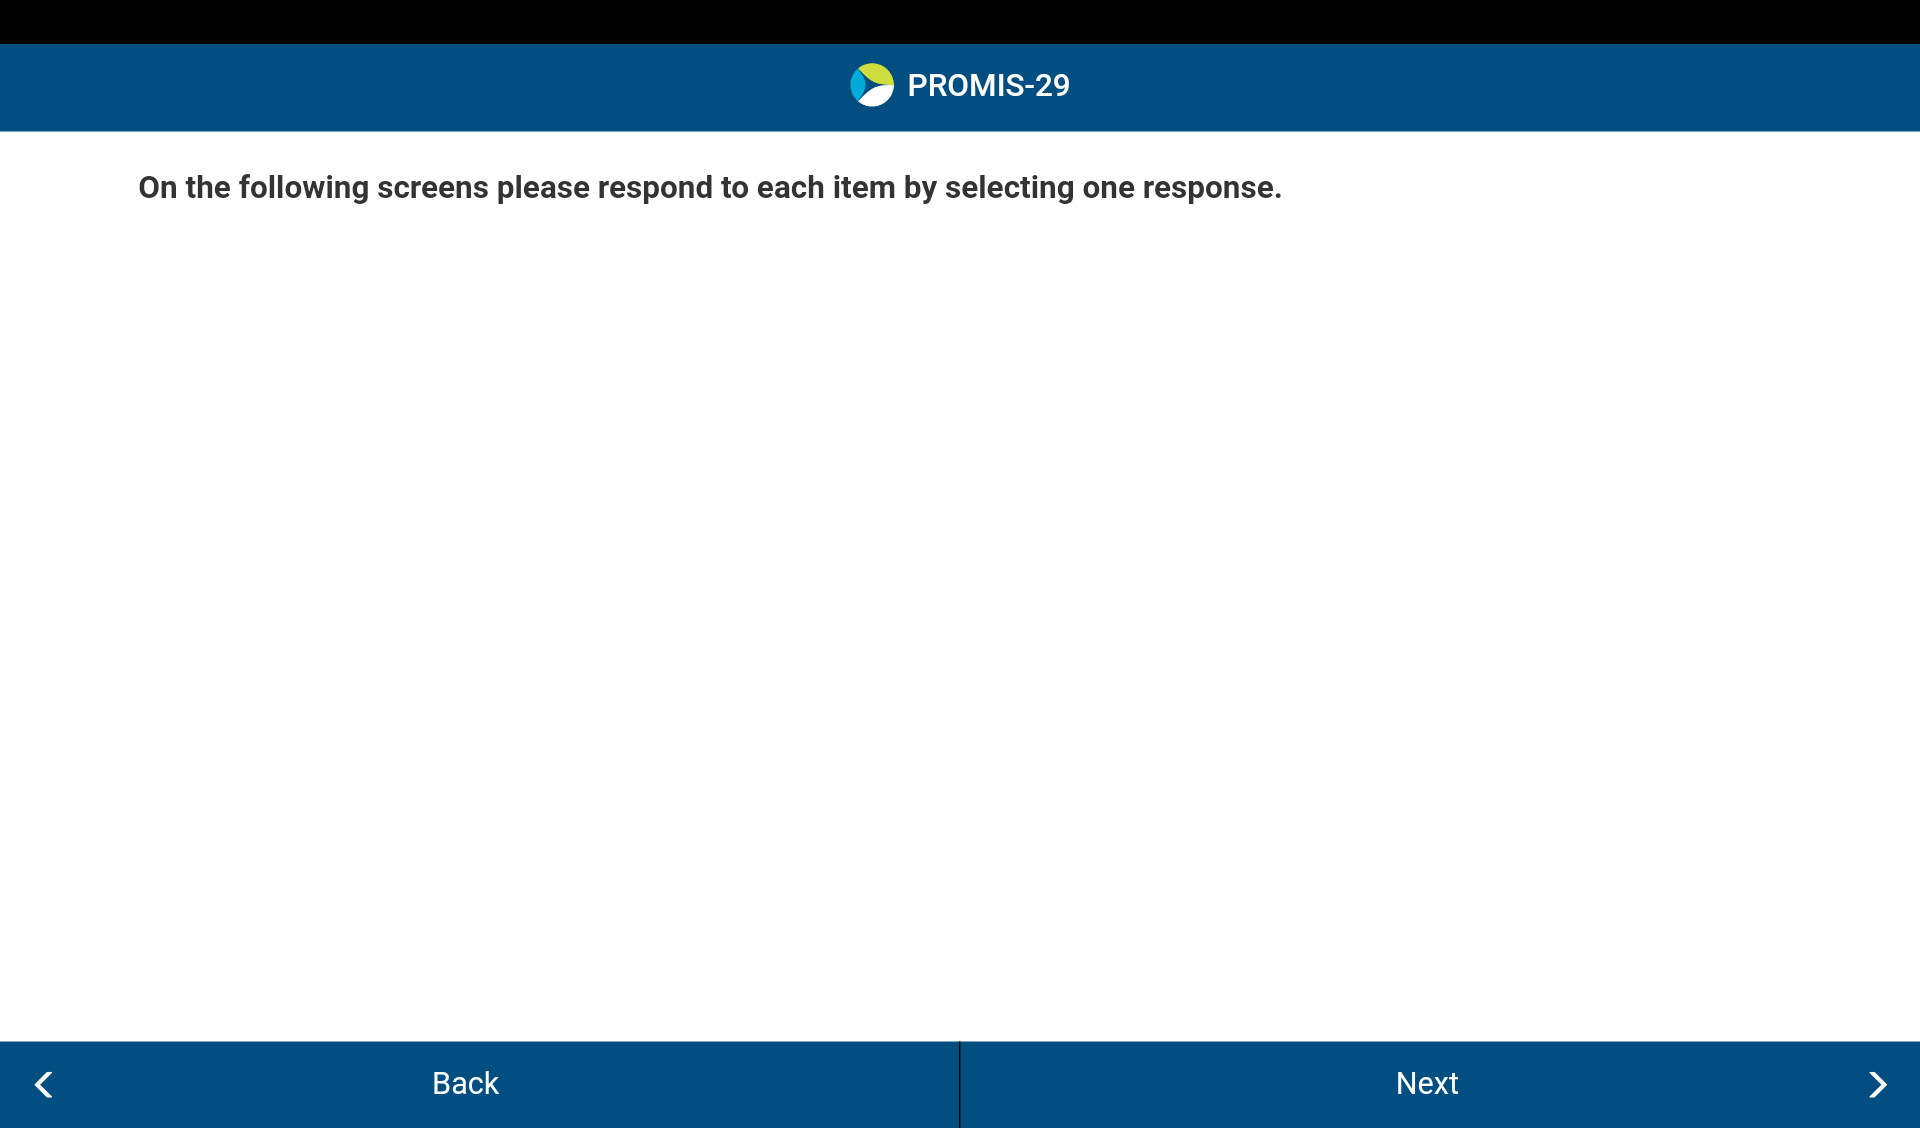 PROMIS-29
On the following screens please respond to each item by selecting one response.
Back
Next